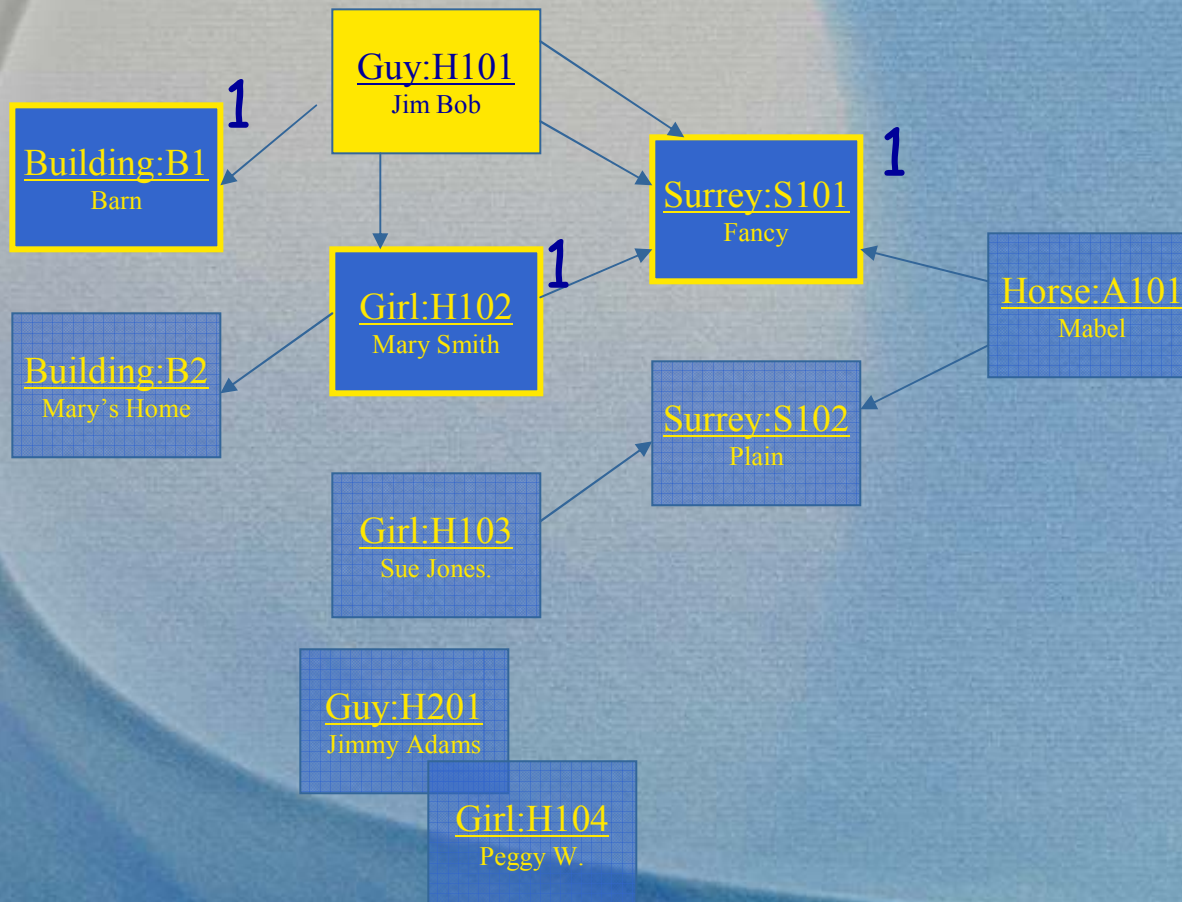 Guy:H101
Jim Bob
1
Building:B1
Barn
1
Surrey:S101
Fancy
1
Girl:H102
Mary Smith
Horse:A101
Mabel
Building:B2
Mary’s Home
Surrey:S102
Plain
Girl:H103
Sue Jones.
Guy:H201
Jimmy Adams
Girl:H104
Peggy W.